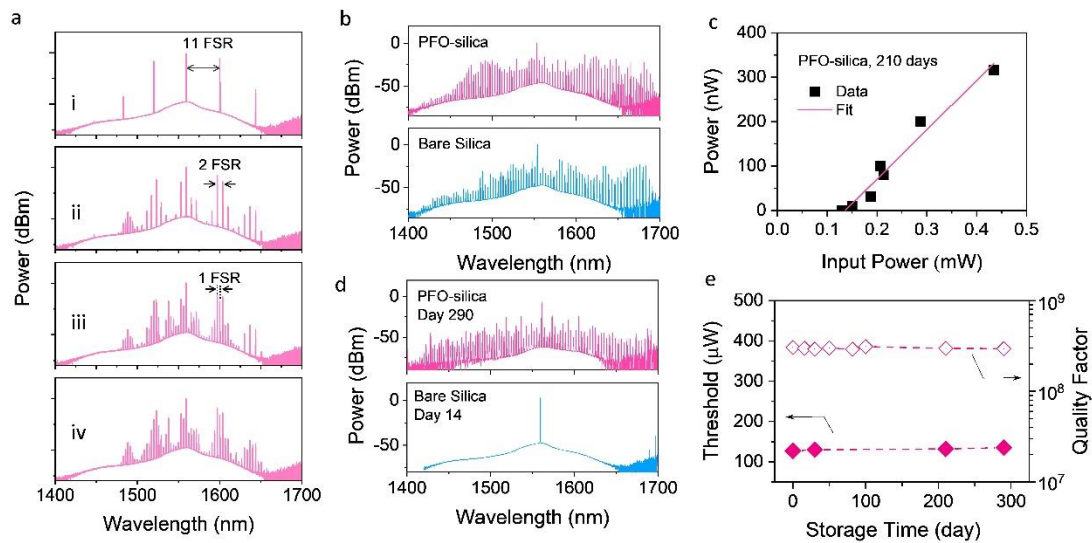 a
11 FSR
i
2 FSR
ii
1 FSR
iii
iv
Power (dBm)
1400 1450 1500 1550 1600 1650 1700
Wavelength (nm)
b
PFO-silica
0
-50
Bare Silica
0
-50
Power (dBm)
1400 1500 1600 1700
Wavelength (nm)
c
400
300
200
100
0
PFO-silica, 210 days
Data
Fit
Power (nW)
0.0 0.1 0.2 0.3 0.4 0.5
Input Power (mW)
d
PFO-silica
Day 290
0
-50
Bare Silica
Day 14
0
-50
Power (dBm)
1400 1500 1600 1700
Wavelength (nm)
e
500
400
300
200
100
Threshold (μW)
10⁹
10⁸
10⁷
Quality Factor
0 100 200 300
Storage Time (day)